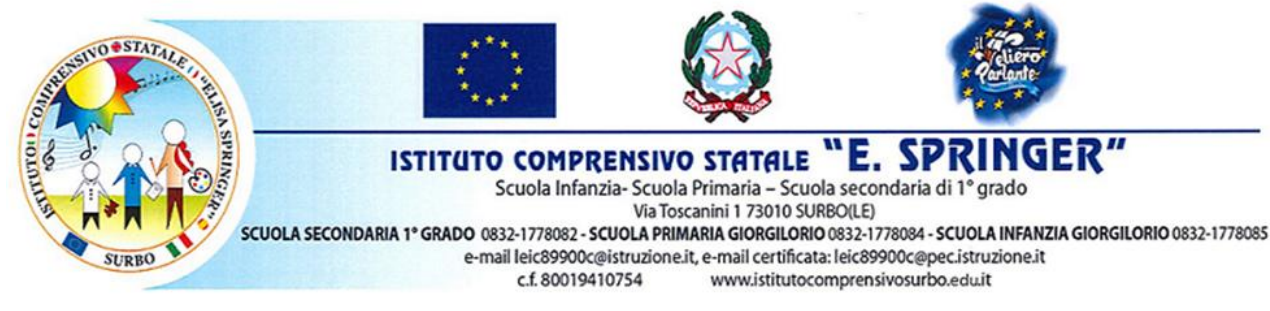 ISTITUTO COMPRENSIVO STATALE "ELISA SPRINGER"
SURBO
REPVBBLICA ITALIANA
il
Veliero
Parlante
ISTITUTO COMPRENSIVO STATALE "E. SPRINGER"
Scuola Infanzia- Scuola Primaria – Scuola secondaria di 1° grado
Via Toscanini 1 73010 SURBO(LE)
SCUOLA SECONDARIA 1° GRADO 0832-1778082 - SCUOLA PRIMARIA GIORGILORIO 0832-1778084 - SCUOLA INFANZIA GIORGILORIO 0832-1778085
e-mail leic89900c@istruzione.it, e-mail certificata: leic89900c@pec.istruzione.it
c.f. 80019410754 www.istitutocomprensivosurbo.edu.it